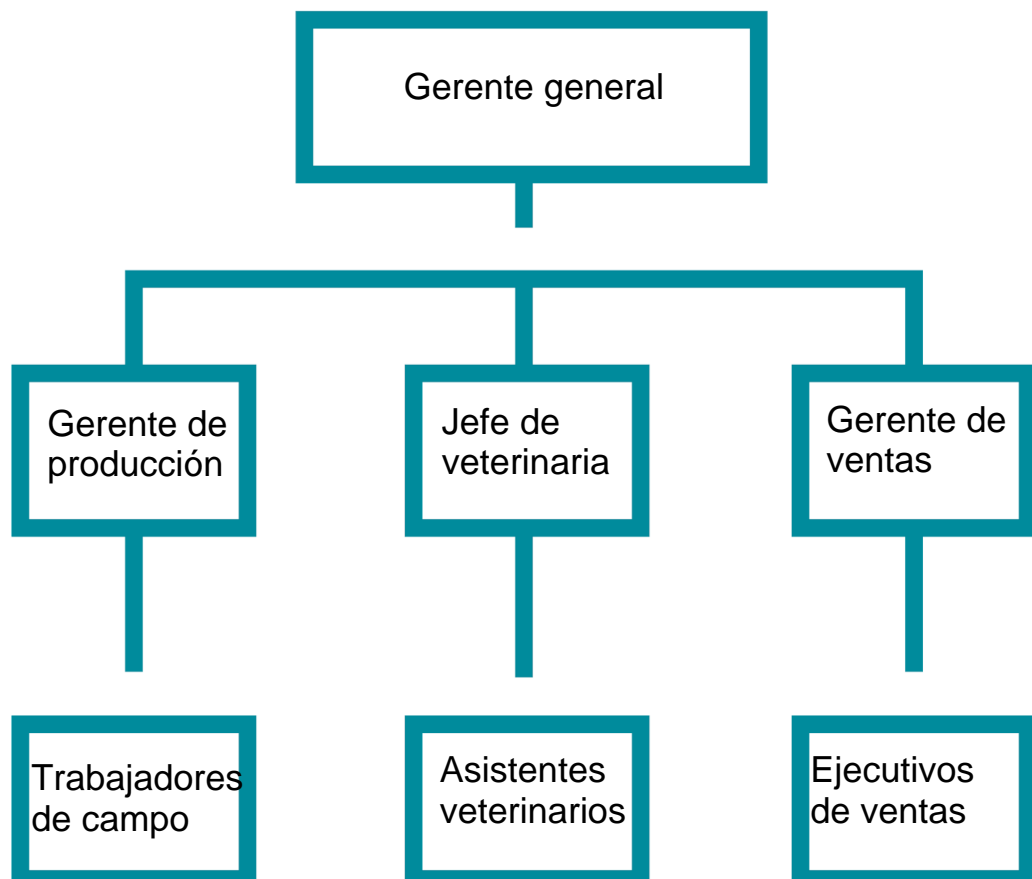 Gerente general
Gerente de
producción
Jefe de
veterinaria
Gerente de
ventas
Trabajadores
de campo
Asistentes
veterinarios
Ejecutivos
de ventas